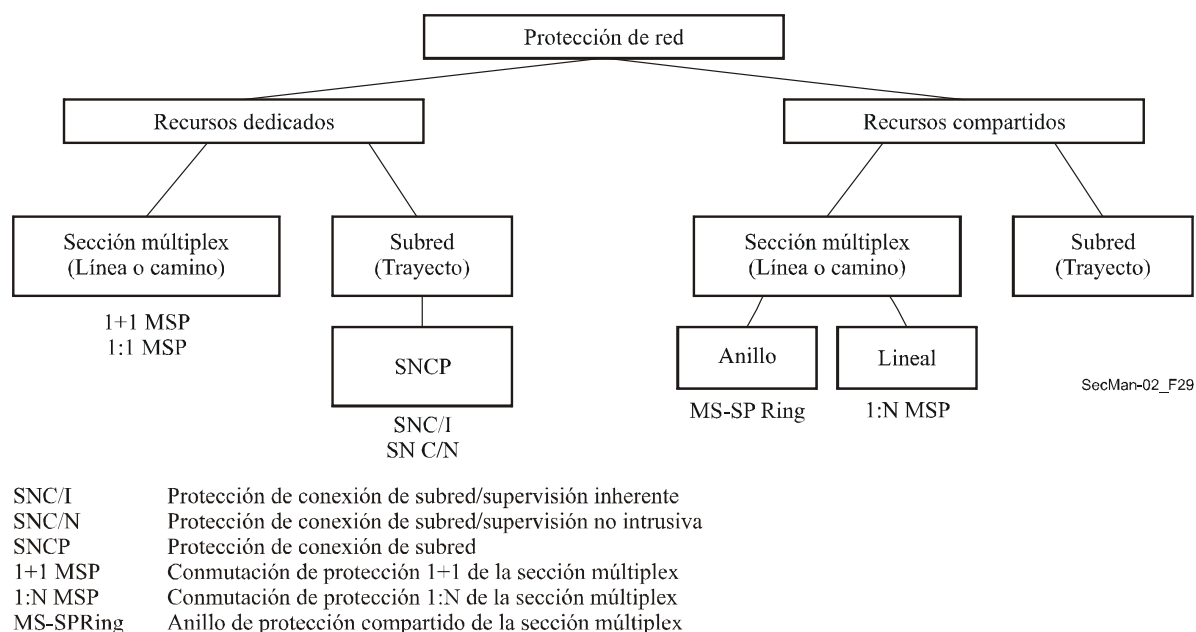 Protección de red
Recursos dedicados
Recursos compartidos
Sección múltiplex
(Línea o camino)
Subred
(Trayecto)
Sección múltiplex
(Línea o camino)
Subred
(Trayecto)
1+1 MSP
1:1 MSP
SNCP
Anillo
Lineal
SecMan-02_F29
SNC/I
SN C/N
MS-SP Ring
1:N MSP
SNC/I Protección de conexión de subred/supervisión inherente
SNC/N Protección de conexión de subred/supervisión no intrusiva
SNCP Protección de conexión de subred
1+1 MSP Conmutación de protección 1+1 de la sección múltiplex
1:N MSP Conmutación de protección 1:N de la sección múltiplex
MS-SPRing Anillo de protección compartido de la sección múltiplex